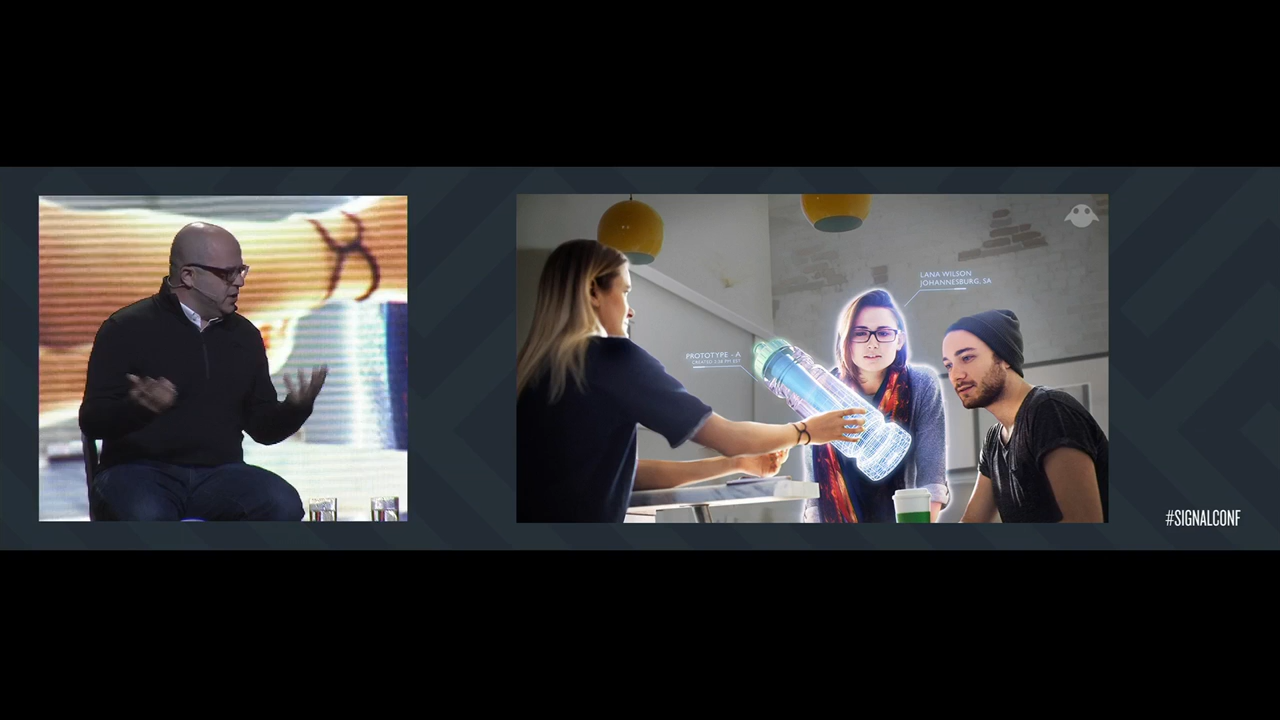 LANA WILSON
JOHANNESBURG, SA
PROTOTYPE - A
#SIGNALCONF